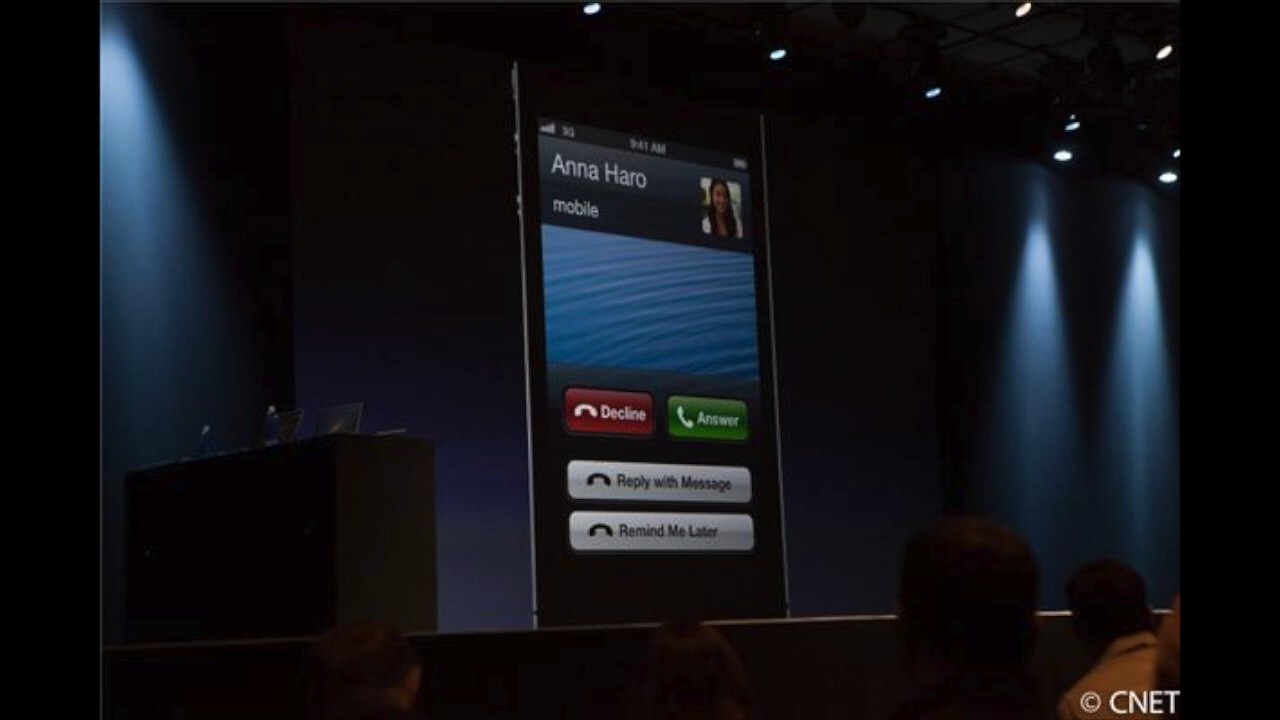 3G
9:41 AM
Anna Haro
mobile
Decline
Answer
Reply with Message
Remind Me Later
© CNET